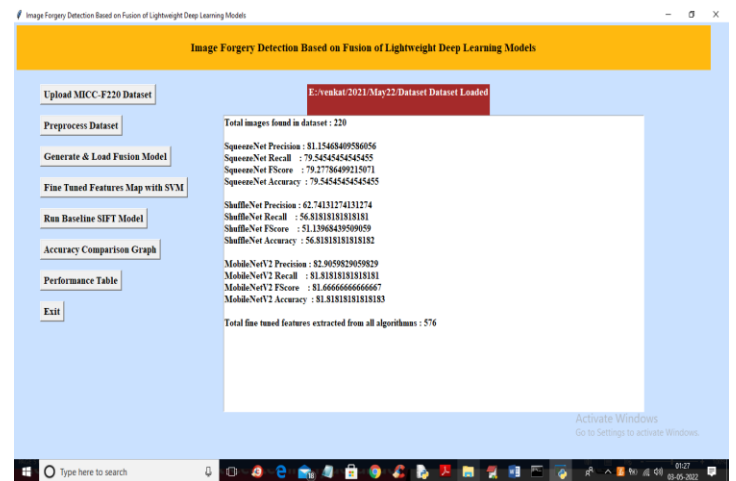 Image Forgery Detection Based on Fusion of Lightweight Deep Learning Models
Image Forgery Detection Based on Fusion of Lightweight Deep Learning Models
Upload MICC-F220 Dataset
E:/venkat/2021/May22/Dataset Dataset Loaded
Preprocess Dataset
Generate & Load Fusion Model
Fine Tuned Features Map with SVM
Run Baseline SIFT Model
Accuracy Comparison Graph
Performance Table
Exit
Total images found in dataset : 220
SqueezeNet Precision : 81.15468409586056
SqueezeNet Recall : 79.54545454545455
SqueezeNet FScore : 79.27786499215071
SqueezeNet Accuracy : 79.54545454545455
ShuffleNet Precision : 62.74131274131274
ShuffleNet Recall : 56.81818181818181
ShuffleNet FScore : 51.13968439509059
ShuffleNet Accuracy : 56.81818181818182
MobileNetV2 Precision : 82.9059829059829
MobileNetV2 Recall : 81.81818181818181
MobileNetV2 FScore : 81.66666666666667
MobileNetV2 Accuracy : 81.81818181818183
Total fine tuned features extracted from all algorithmns : 576
Activate Windows
Go to Settings to activate Windows.
Type here to search
01:27
03-05-2022